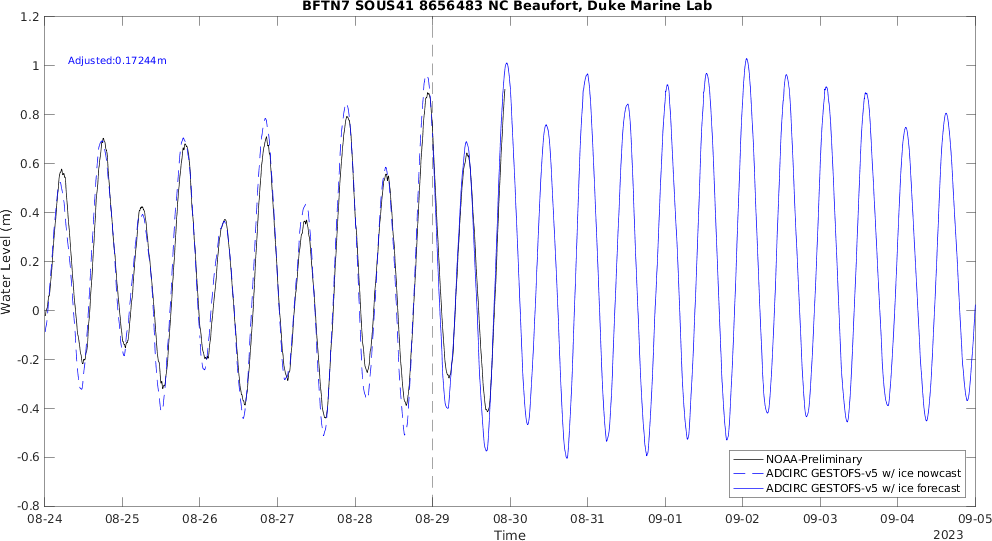 BFTN7 SOUS41 8656483 NC Beaufort, Duke Marine Lab
1.2
1
0.8
0.6
0.4
0.2
0
-0.2
-0.4
-0.6
-0.8
Water Level (m)
Adjusted:0.17244m
NOAA-Preliminary
ADCIRC GESTOFS-v5 w/ ice nowcast
ADCIRC GESTOFS-v5 w/ ice forecast
08-24 08-25 08-26 08-27 08-28 08-29 08-30 08-31 09-01 09-02 09-03 09-04 09-05
Time
2023